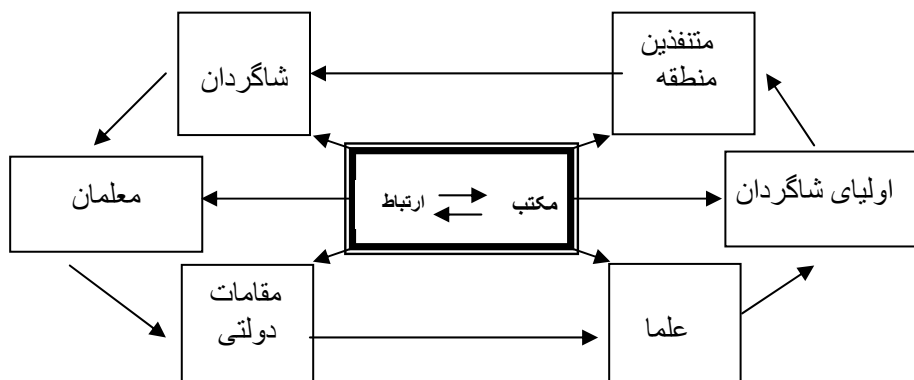 متنفذین
منطقه
شاگردان
اولیای شاگردان
مکتب ارتباط
معلمان
علما
مقامات
دولتی